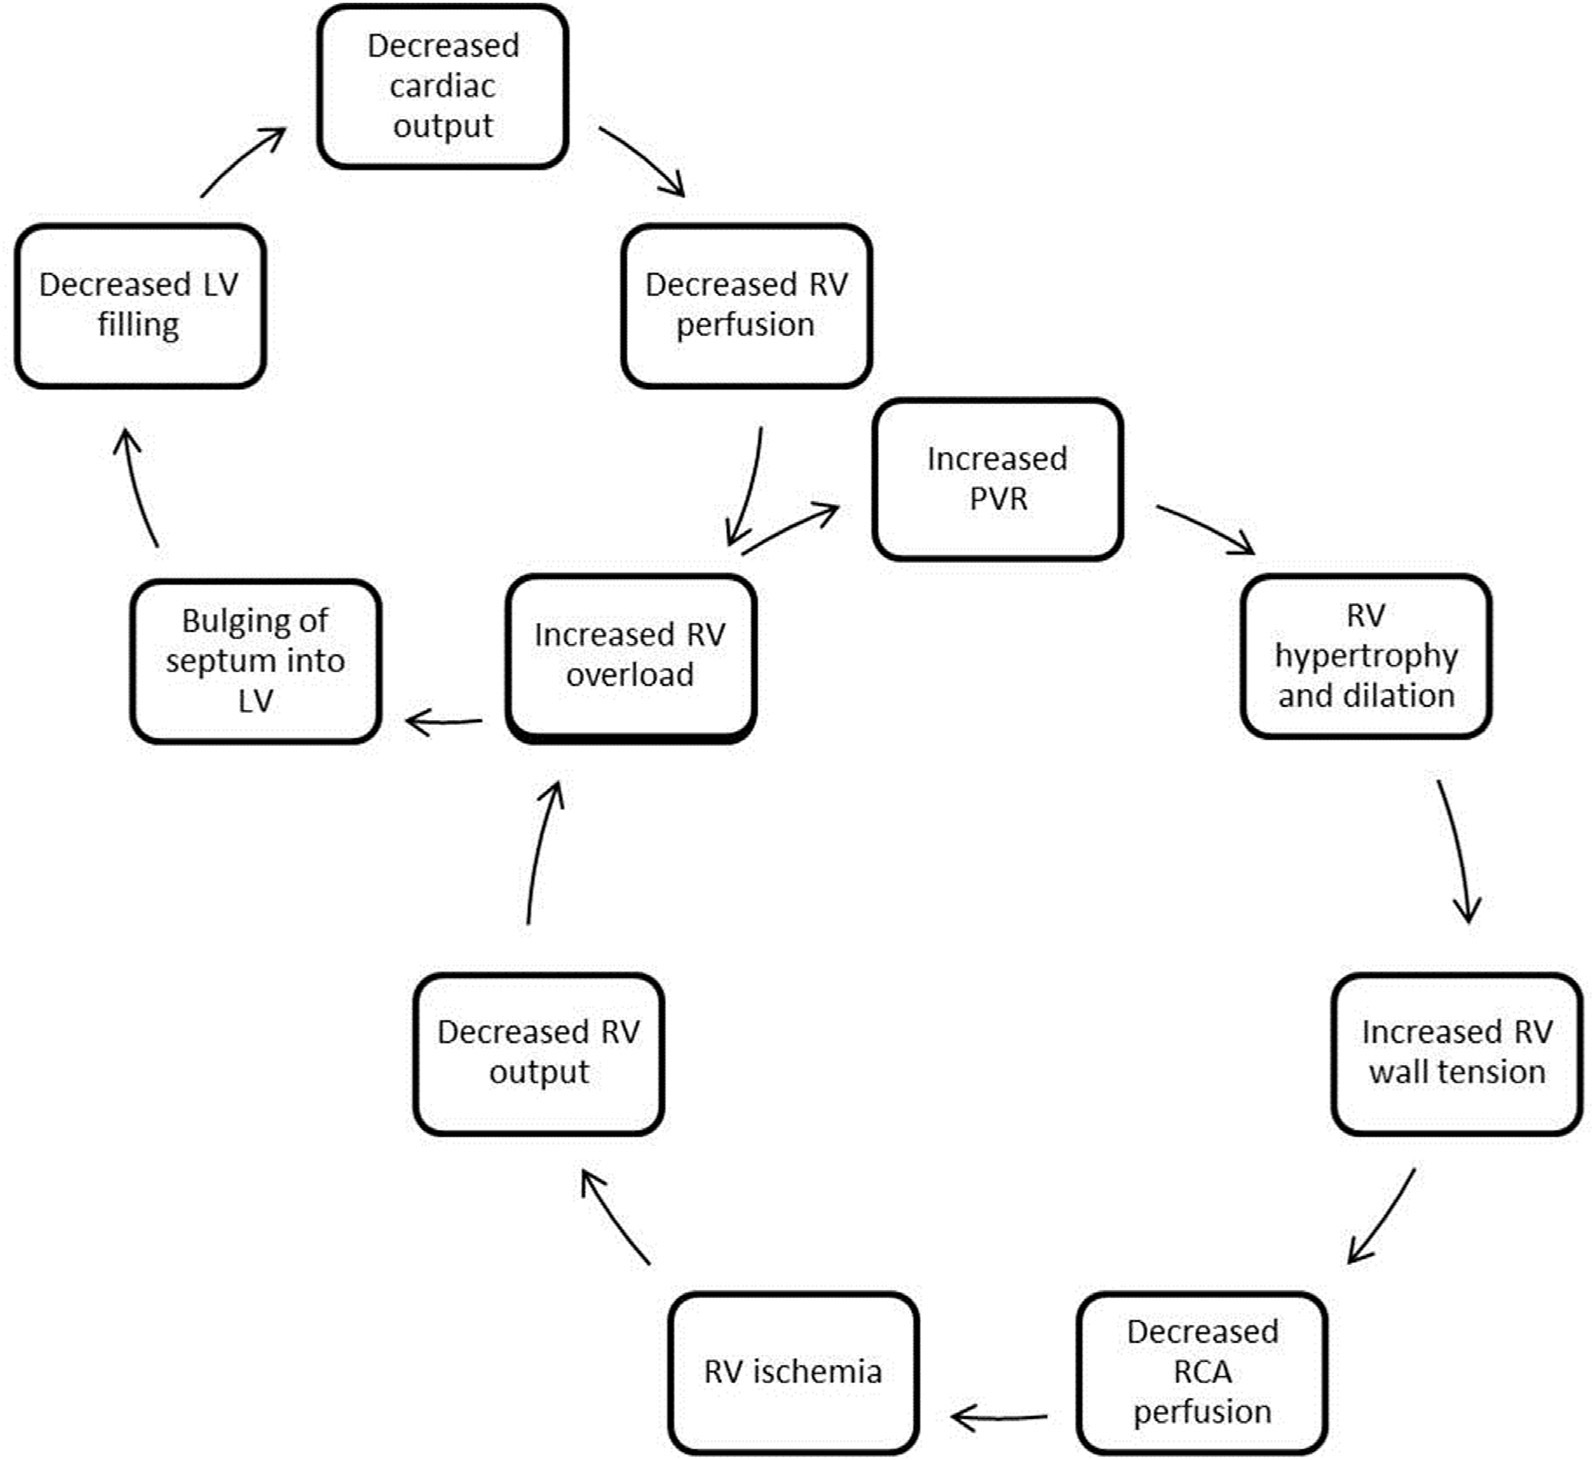 Decreased
cardiac
output
Decreased LV
filling
Decreased RV
perfusion
Increased
PVR
Bulging of
septum into
LV
Increased RV
overload
RV
hypertrophy
and dilation
Decreased RV
output
Increased RV
wall tension
RV ischemia
Decreased
RCA
perfusion